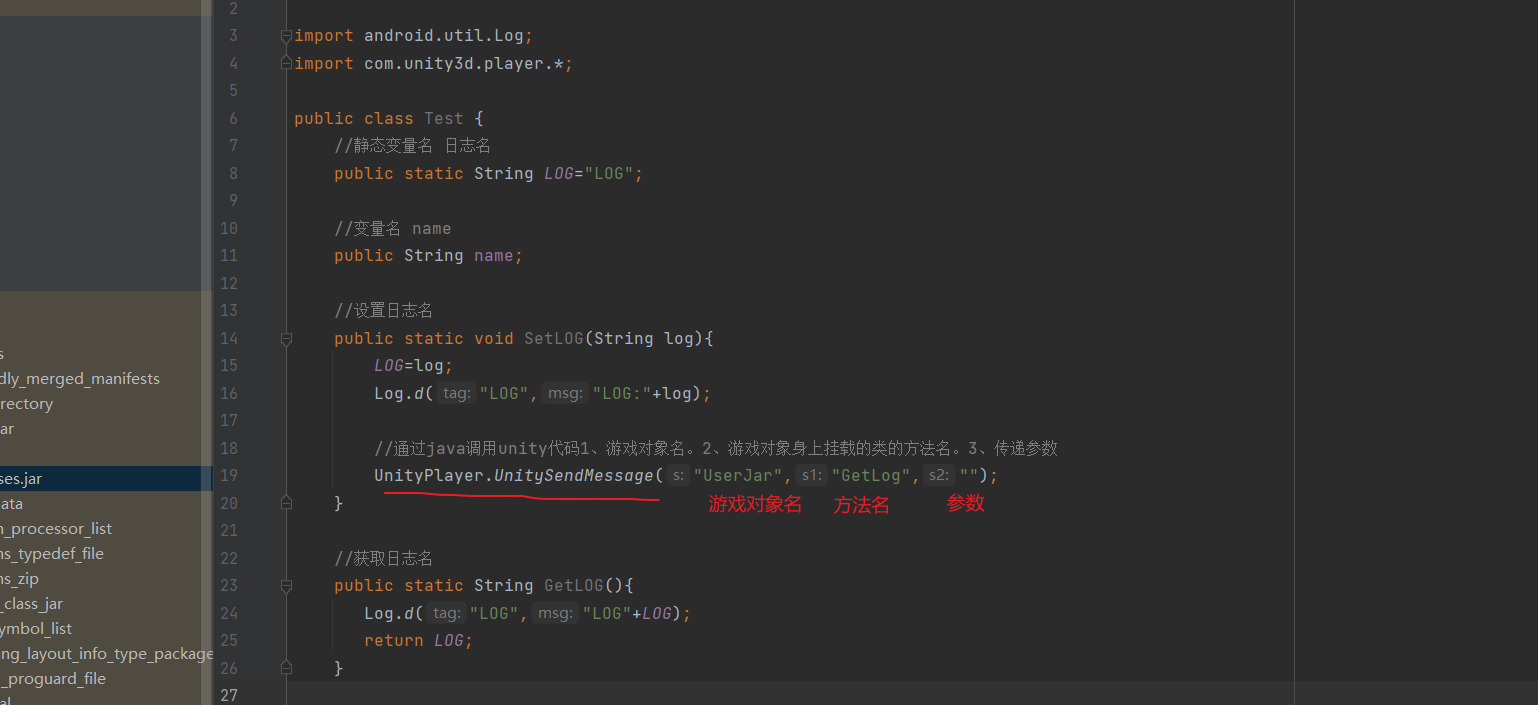 2
3 import android.util.Log;
4 import com.unity3d.player.*;
5
6 public class Test {
7 //静态变量名 日志名
8 public static String LOG="LOG";
9
10 //变量名 name
11 public String name;
12
13 //设置日志名
14 public static void SetLOG(String log){
15 LOG=log;
16 Log.d( tag: "LOG", msg: "LOG:"+log);
17
18 //通过java调用unity代码1、游戏对象名。2、游戏对象身上挂载的类的方法名。3、传递参数
19 UnityPlayer.UnitySendMessage( s: "UserJar", s1: "GetLog", s2: "");
游戏对象名 方法名 参数
20 }
21
22 //获取日志名
23 public static String GetLOG(){
24 Log.d( tag: "LOG", msg: "LOG"+LOG);
25 return LOG;
26 }
27
s
dly_merged_manifests
rectory
ar
ses.jar
ata
n_processor_list
ns_typedef_file
ns_zip
_class_jar
ymbol_list
ng_layout_info_type_package
_proguard_file